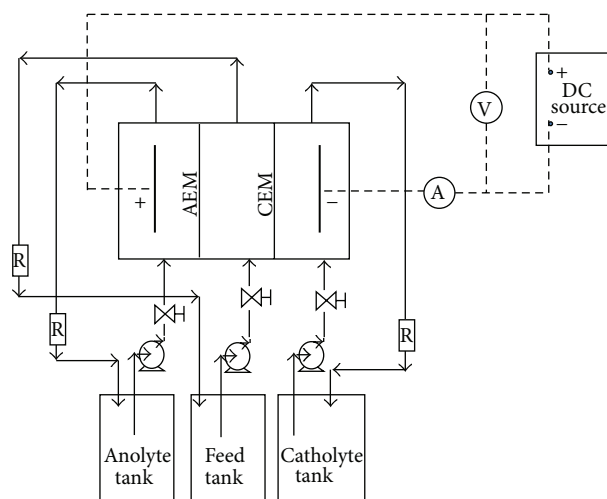 +
DC
source
−
V
A
+
AEM
CEM
−
R
R
R
Anolyte
tank
Feed
tank
Catholyte
tank